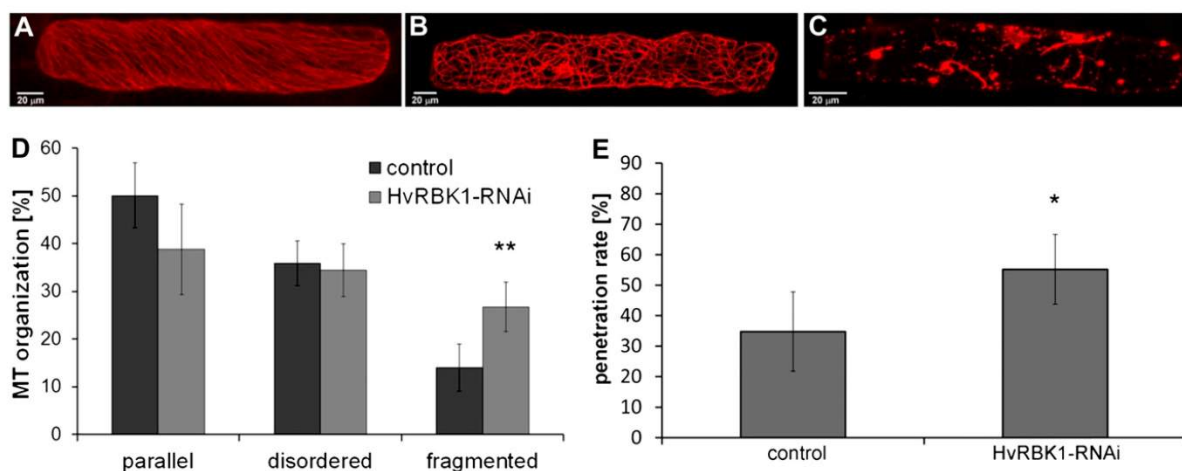 A
B
C
20 µm
20 µm
20 µm
D
MT organization [%]
60
50
40
30
20
10
0
control
HvRBK1-RNAi
**
parallel
disordered
fragmented
E
penetration rate [%]
90
80
70
60
50
40
30
20
10
0
*
control
HvRBK1-RNAi